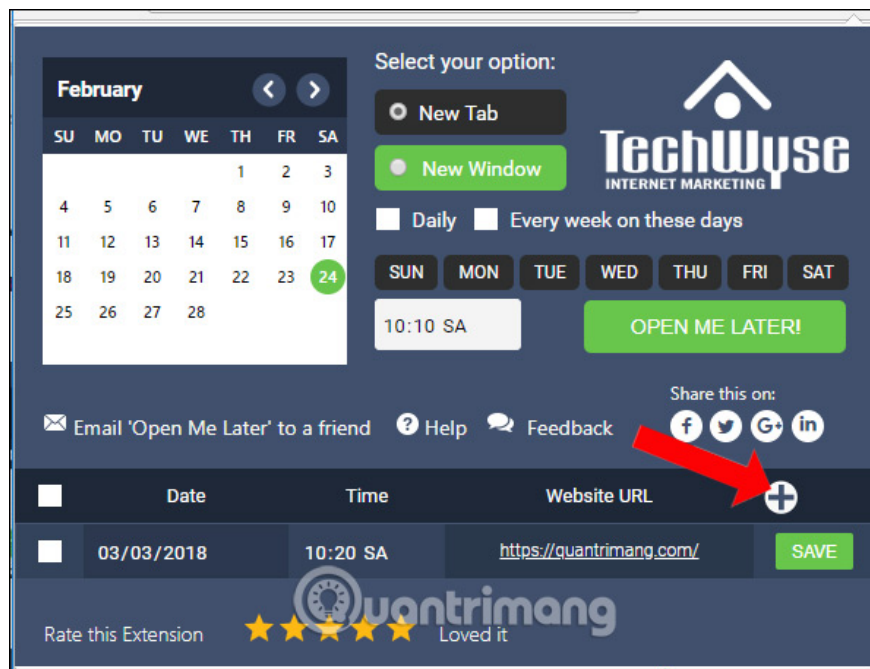 February
SU MO TU WE TH FR SA
1 2 3
4 5 6 7 8 9 10
11 12 13 14 15 16 17
18 19 20 21 22 23 24
25 26 27 28
Select your option:
New Tab
New Window
Daily Every week on these days
SUN MON TUE WED THU FRI SAT
10:10 SA
OPEN ME LATER!
TechWyse
INTERNET MARKETING
Email 'Open Me Later' to a friend Help Feedback
Share this on:
f G+ in
Date Time Website URL
03/03/2018 10:20 SA https://quantrimang.com/ SAVE
Quantrimang
Rate this Extension Loved it